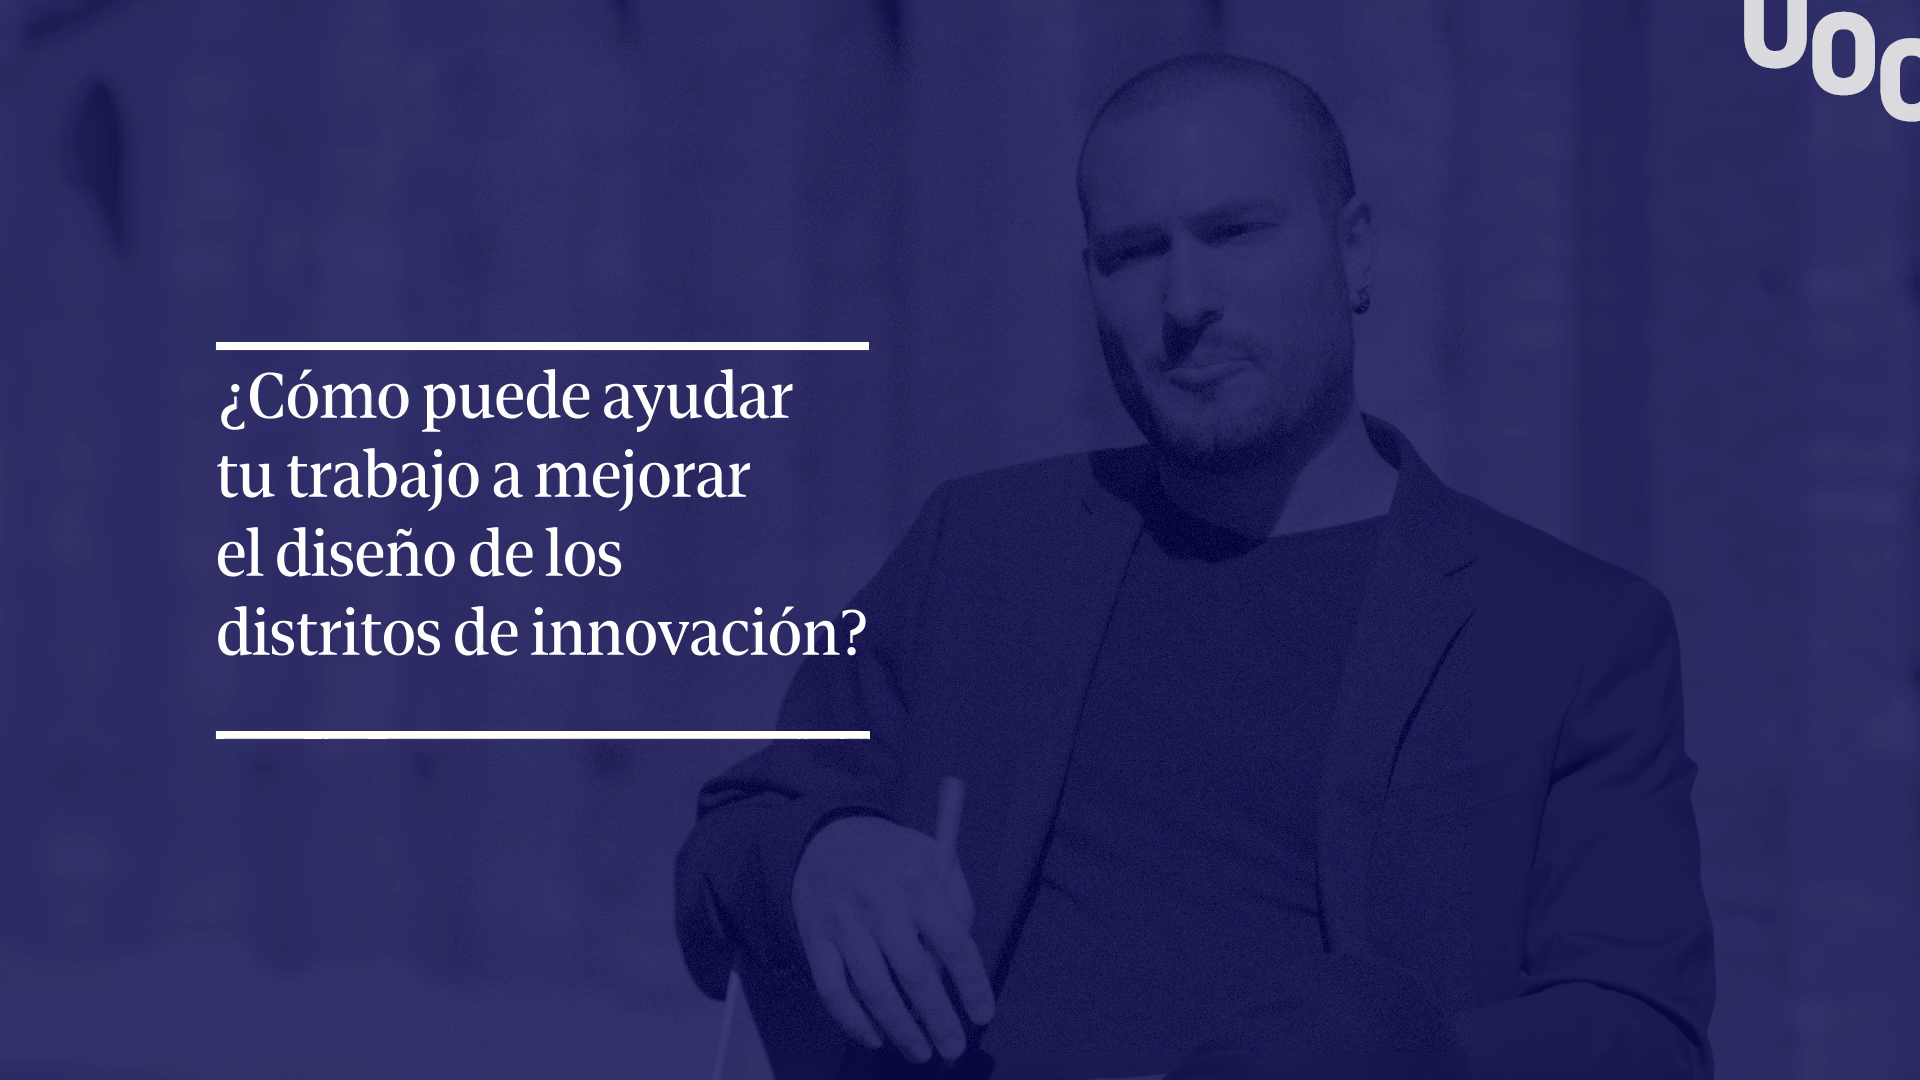 UOC
¿Cómo puede ayudar
tu trabajo a mejorar
el diseño de los
distritos de innovación?